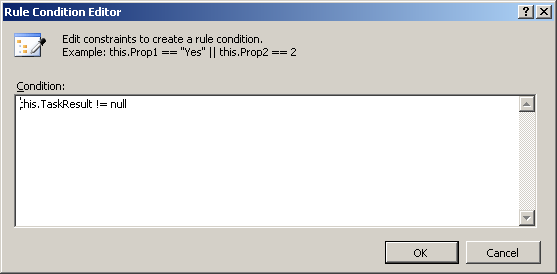 Rule Condition Editor
Edit constraints to create a rule condition.
Example: this.Prop1 == "Yes" || this.Prop2 == 2
Condition:
this.TaskResult != null
OK
Cancel